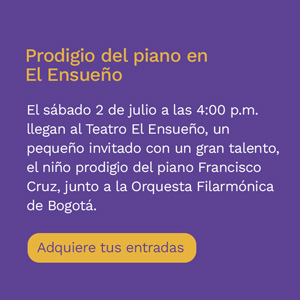 Prodigio del piano en
El Ensueño
El sábado 2 de julio a las 4:00 p.m.
llegan al Teatro El Ensueño, un
pequeño invitado con un gran talento,
el niño prodigio del piano Francisco
Cruz, junto a la Orquesta Filarmónica
de Bogotá.
Adquiere tus entradas